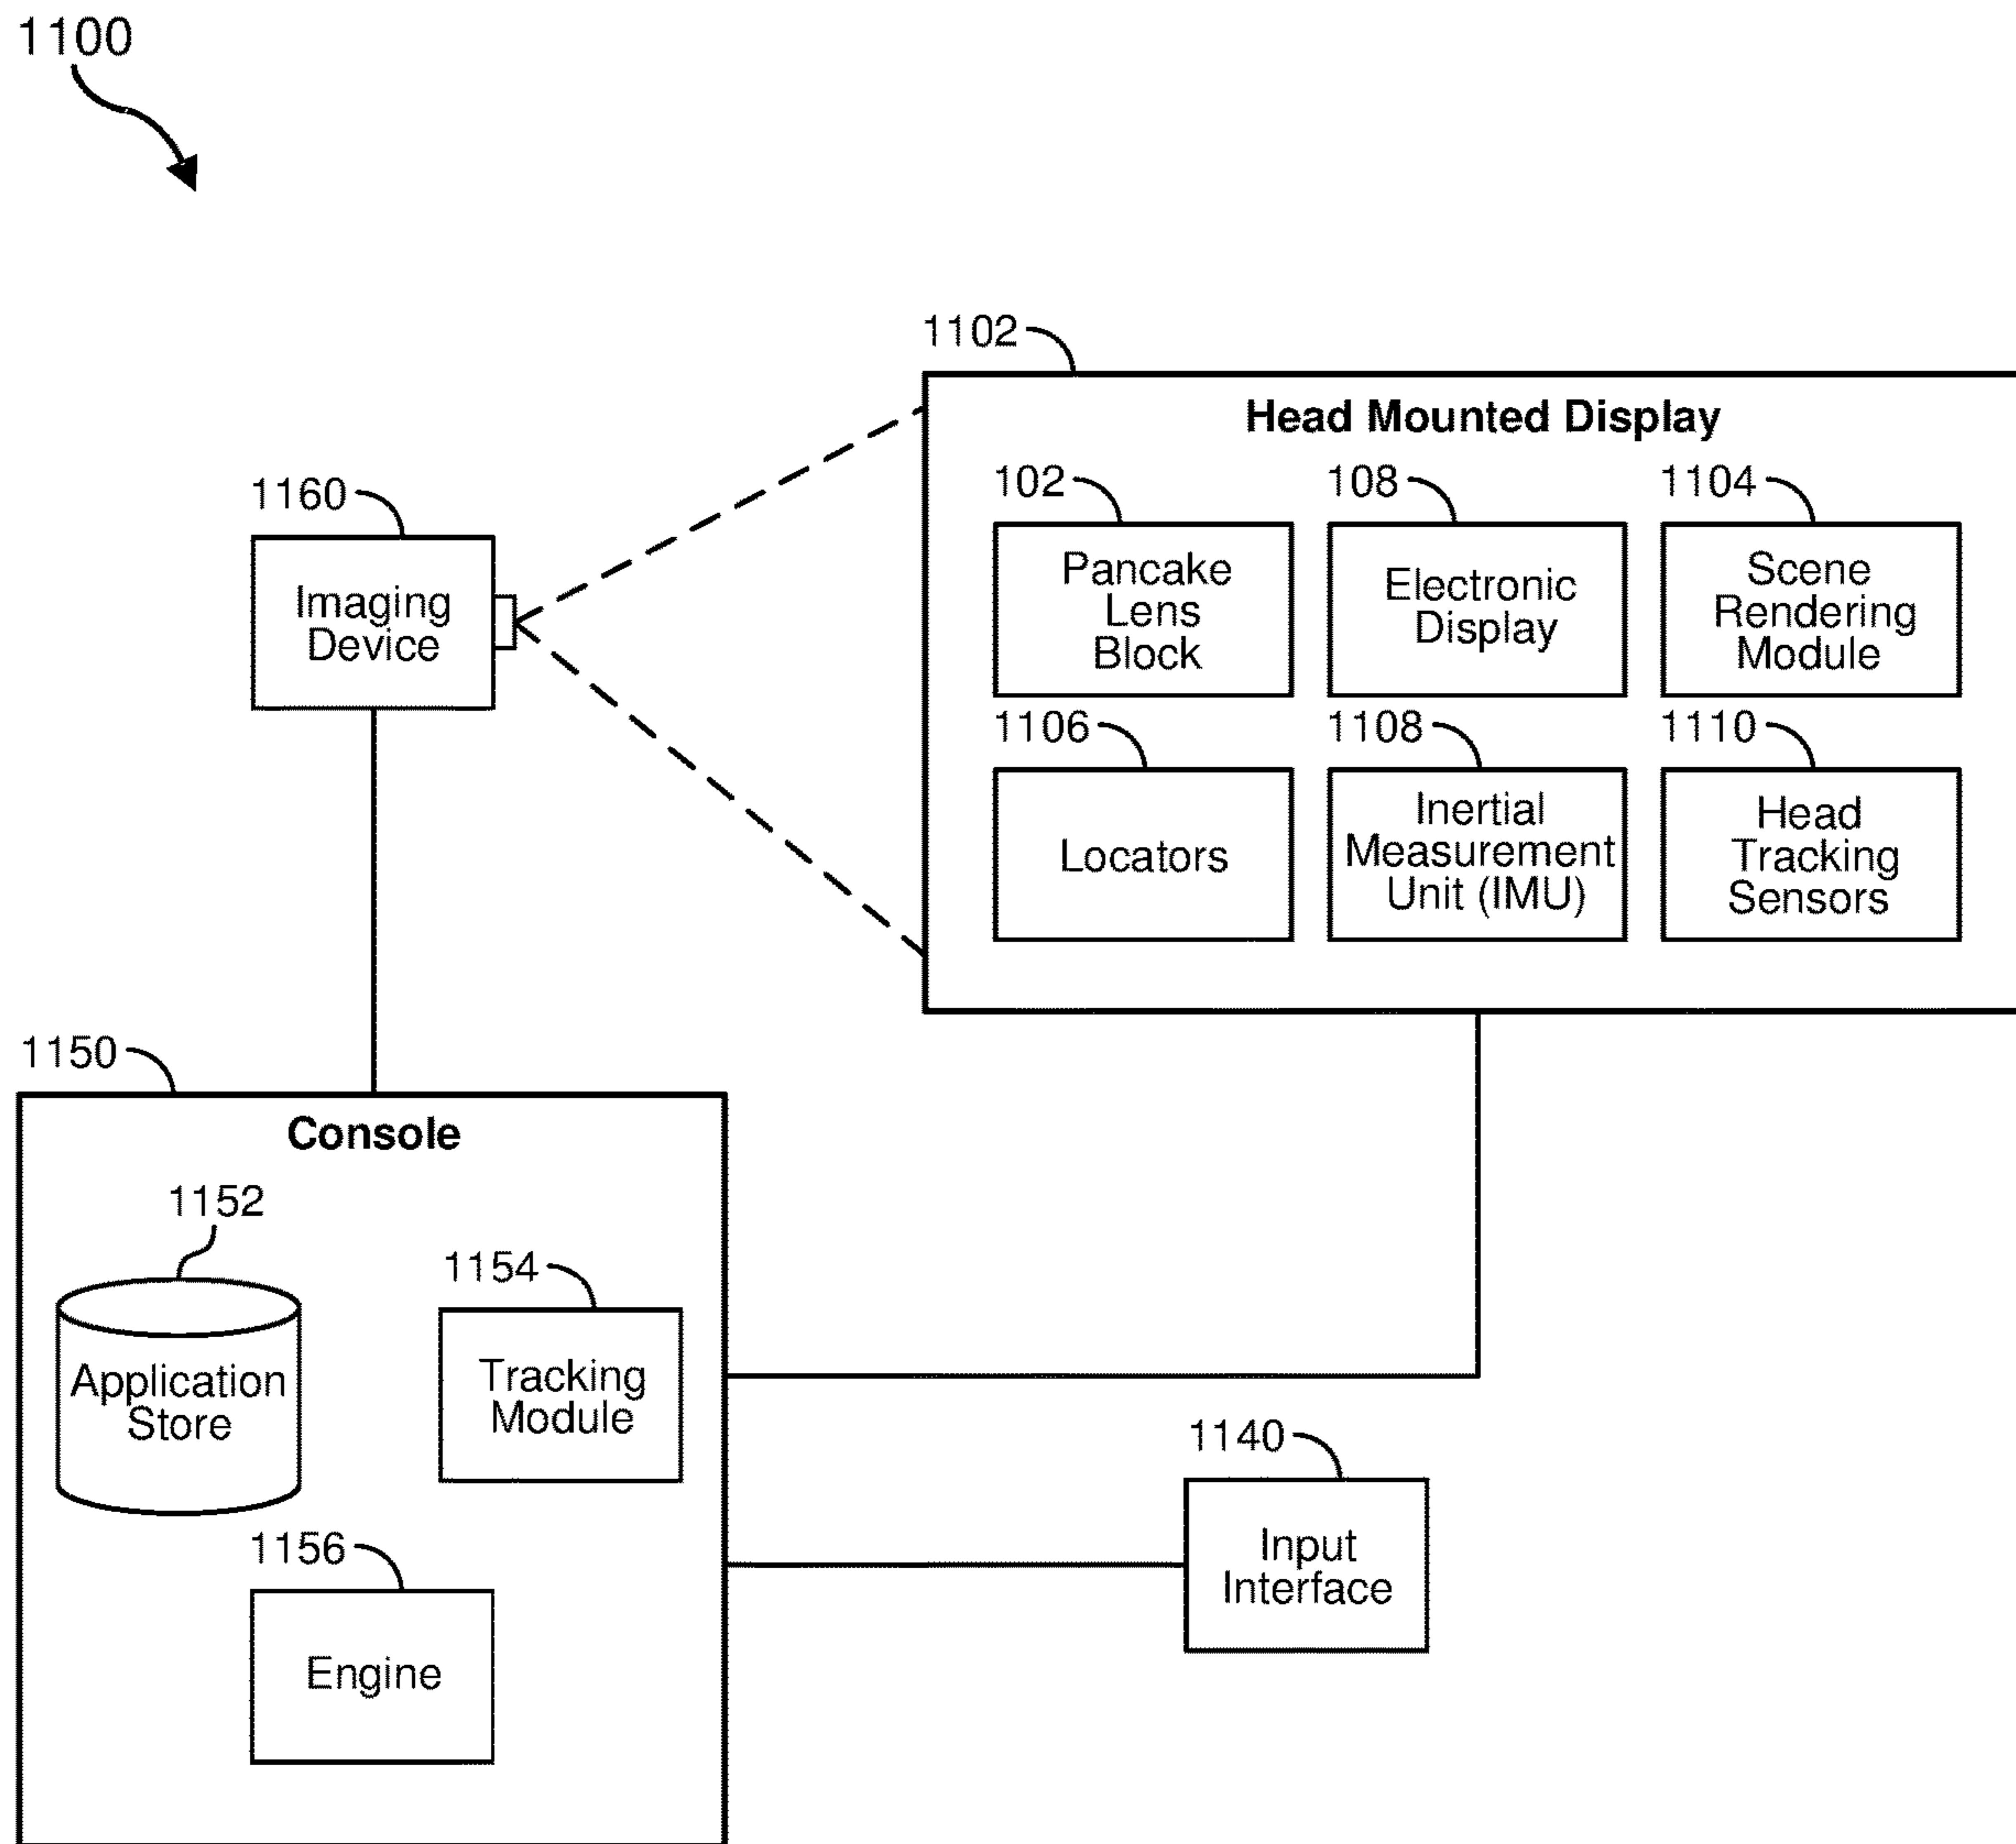 1100
1102
Head Mounted Display
102
108
1104
Pancake
Lens
Block
Electronic
Display
Scene
Rendering
Module
1106
1108
1110
Locators
Inertial
Measurement
Unit (IMU)
Head
Tracking
Sensors
1160
Imaging
Device
1150
Console
1152
Application
Store
1154
Tracking
Module
1156
Engine
1140
Input
Interface